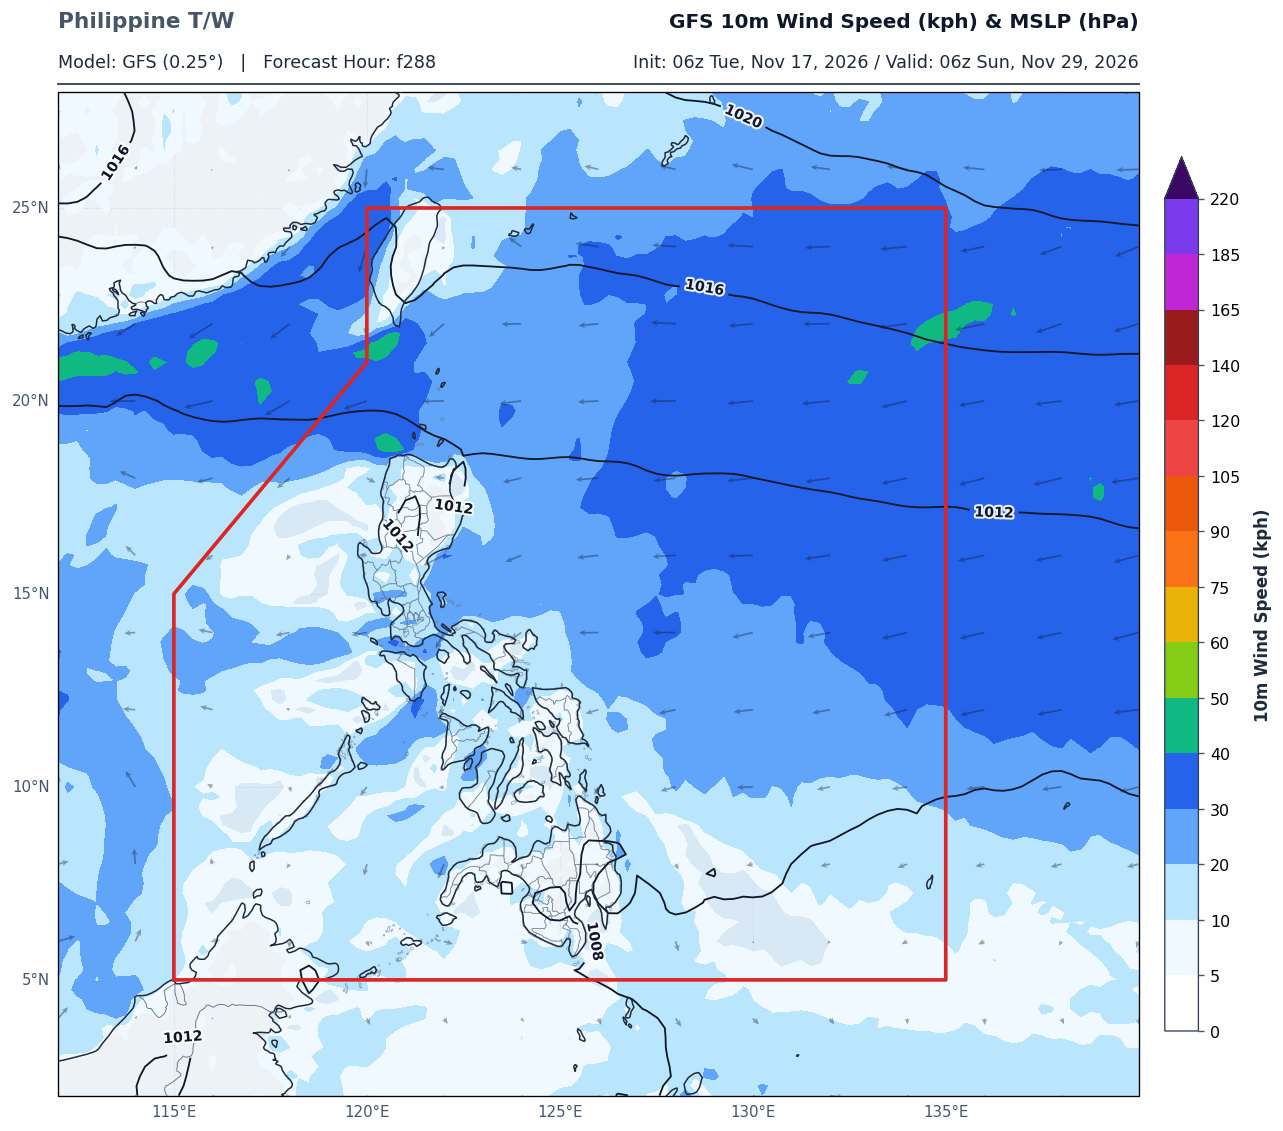 Philippine T/W
GFS 10m Wind Speed (kph) & MSLP (hPa)
Model: GFS (0.25°) | Forecast Hour: f288
Init: 06z Tue, Nov 17, 2026 / Valid: 06z Sun, Nov 29, 2026
1020
1016
1016
1012
1012
1012
1008
1012
25°N
20°N
15°N
10°N
5°N
115°E
120°E
125°E
130°E
135°E
220
185
165
140
120
105
90
75
60
50
40
30
20
10
5
0
10m Wind Speed (kph)